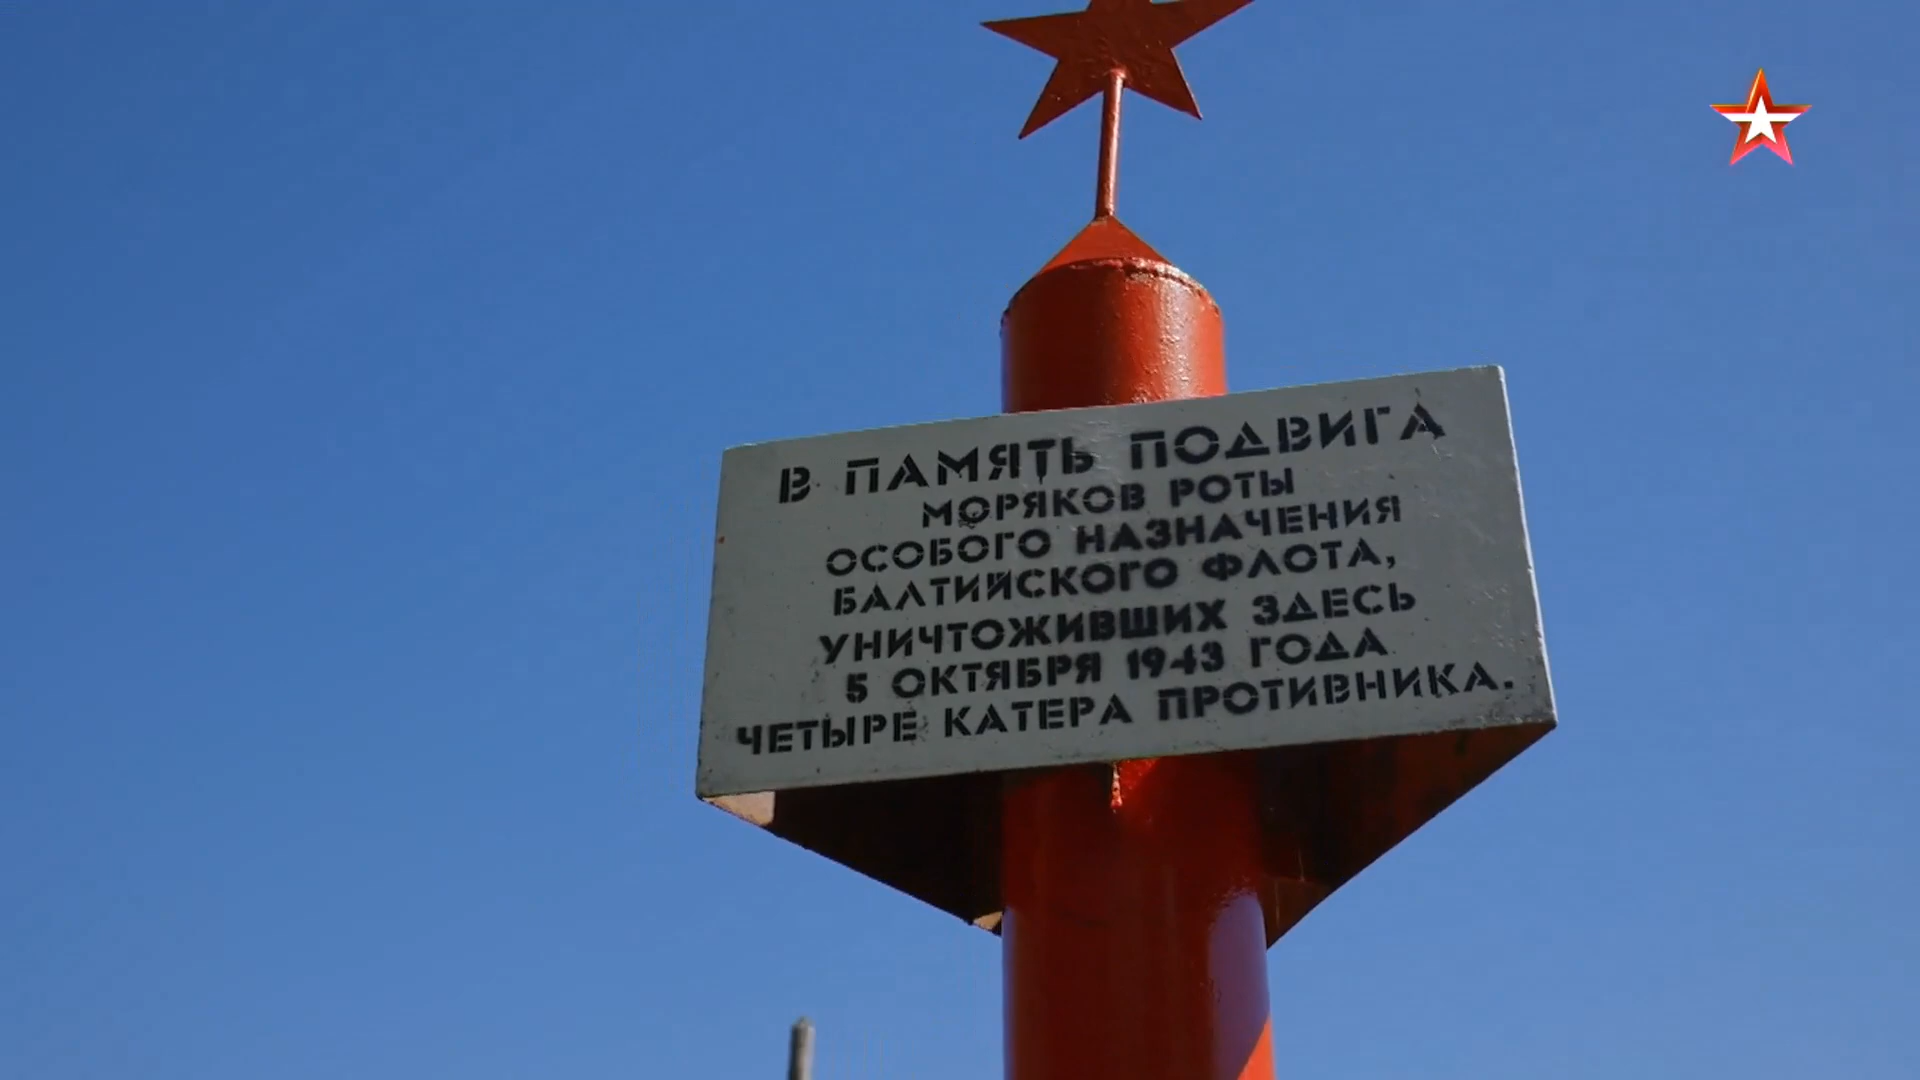 В ПАМЯТЬ ПОДВИГА
МОРЯКОВ РОТЫ
ОСОБОГО НАЗНАЧЕНИЯ
БАЛТИЙСКОГО ФЛОТА,
УНИЧТОЖИВШИХ ЗДЕСЬ
5 ОКТЯБРЯ 1943 ГОДА
ЧЕТЫРЕ КАТЕРА ПРОТИВНИКА.